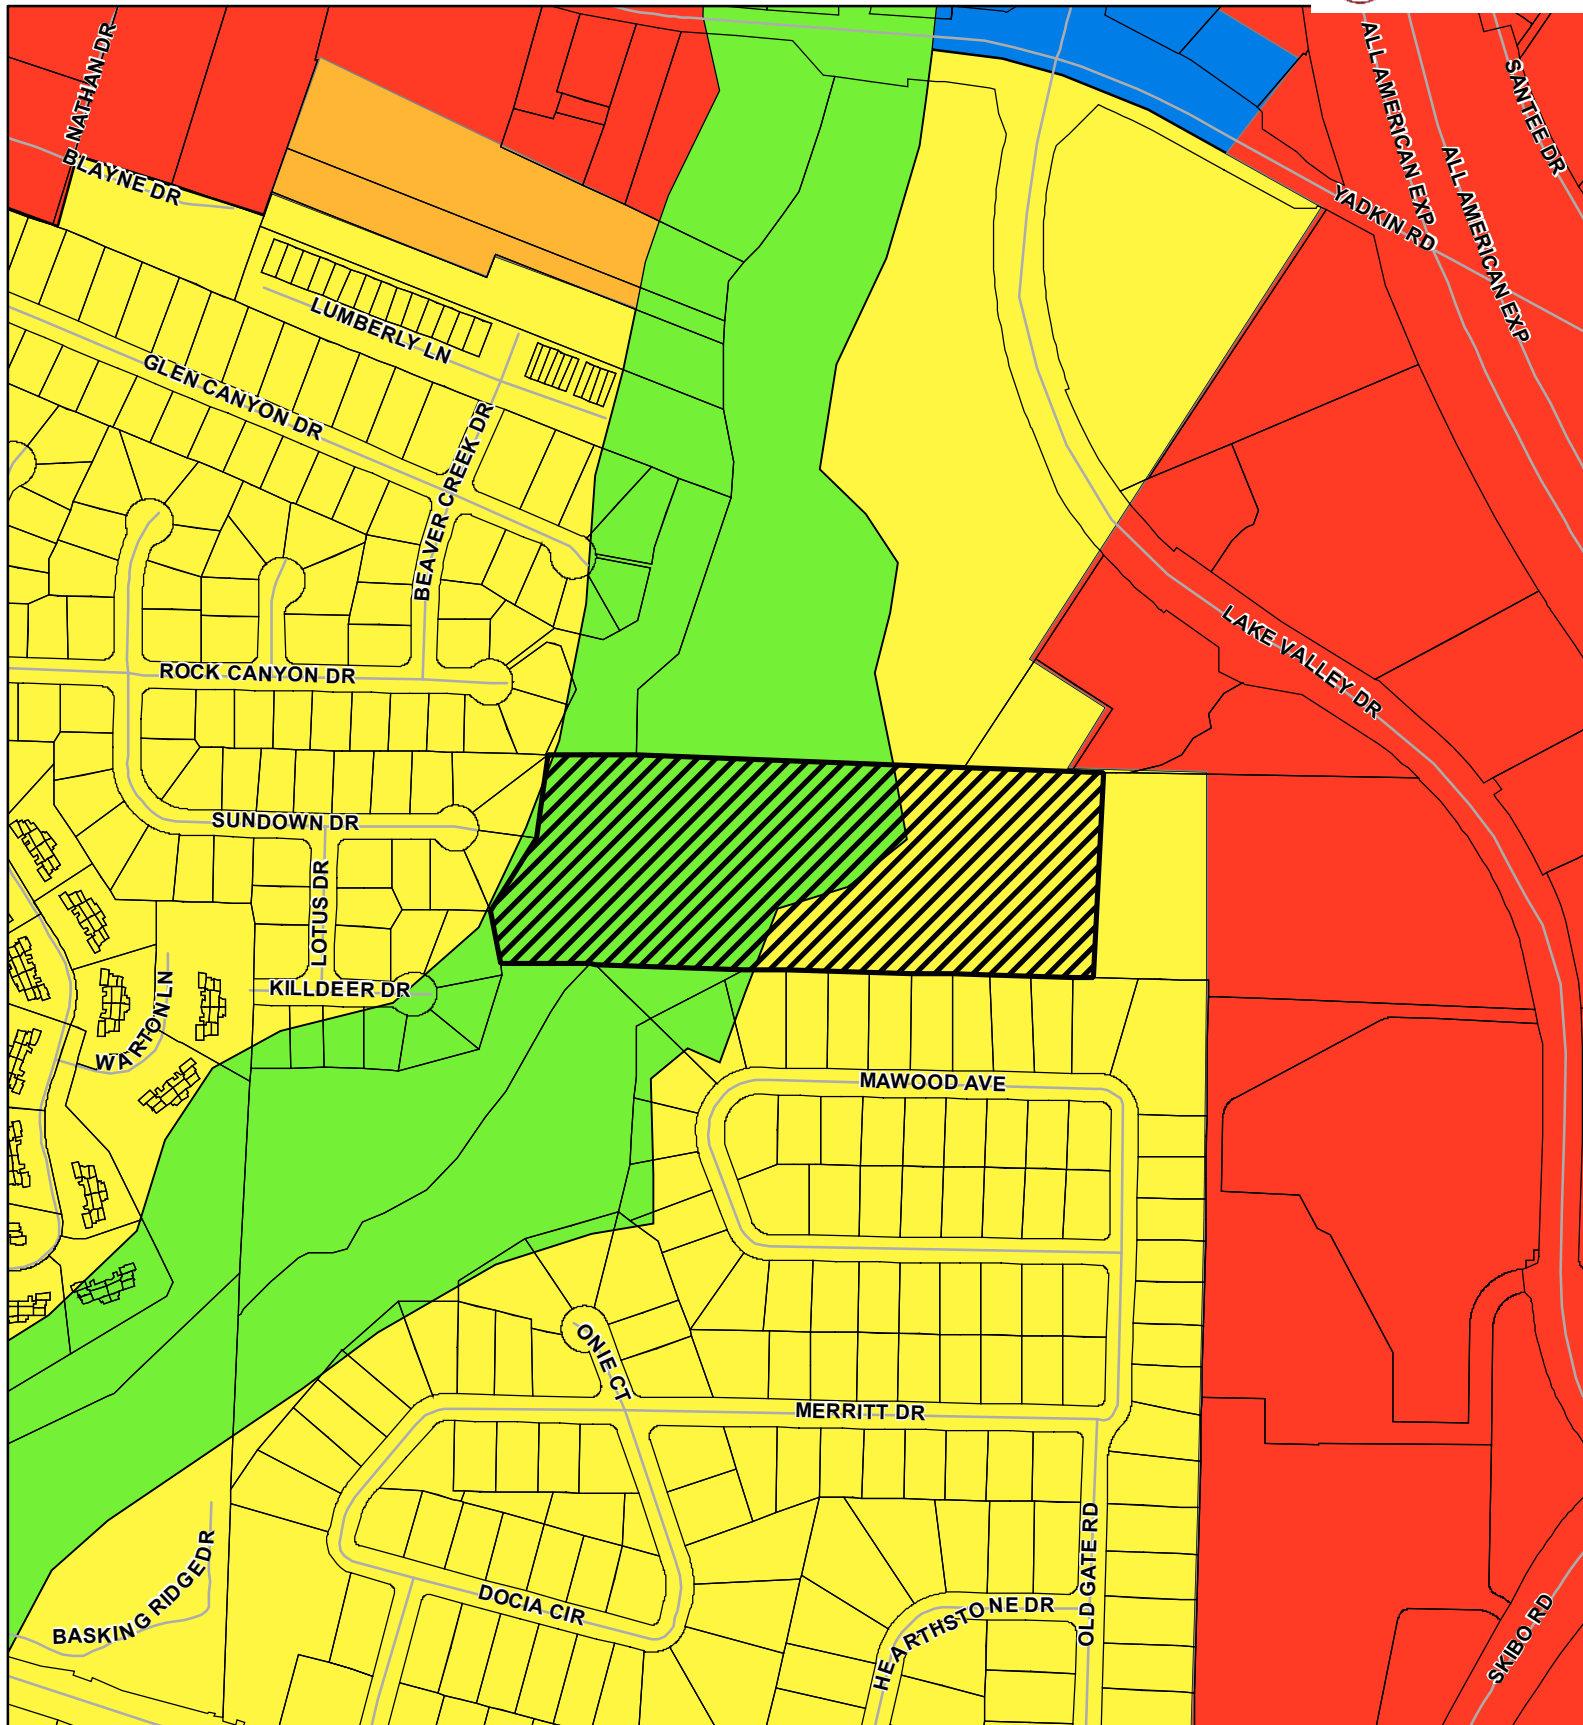 NATHAN DR
ALL AMERICAN EXP
SANTEE DR
BLAYNE DR
ALL AMERICAN EXP
YADKIN RD
LUMBERLY LN
GLEN CANYON DR
BEAVER CREEK DR
LAKE VALLEY DR
ROCK CANYON DR
SUNDOWN DR
LOTUS DR
KILLDEER DR
WARTON LN
MAWOOD AVE
ONIE CT
MERRITT DR
OLD GATE RD
BASKING RIDGE DR
DOCIA CIR
HEARTHSTONE DR
SKIBO RD